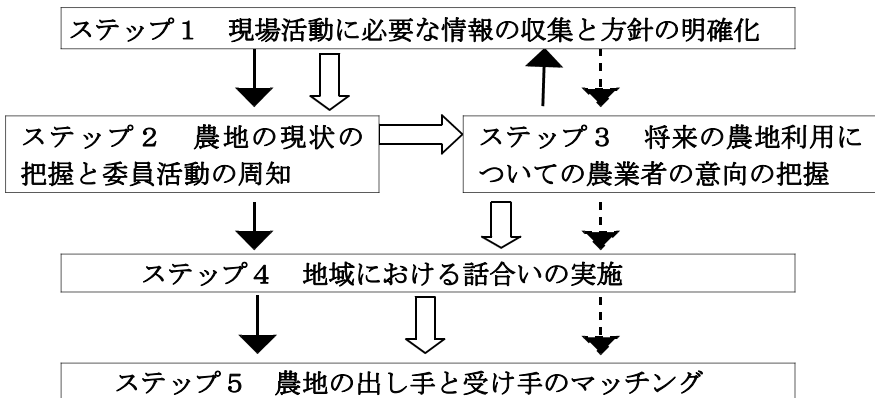 ステップ１　現場活動に必要な情報の収集と方針の明確化
ステップ２　農地の現状の
把握と委員活動の周知
ステップ３　将来の農地利用に
ついての農業者の意向の把握
ステップ４　地域における話合いの実施
ステップ５　農地の出し手と受け手のマッチング